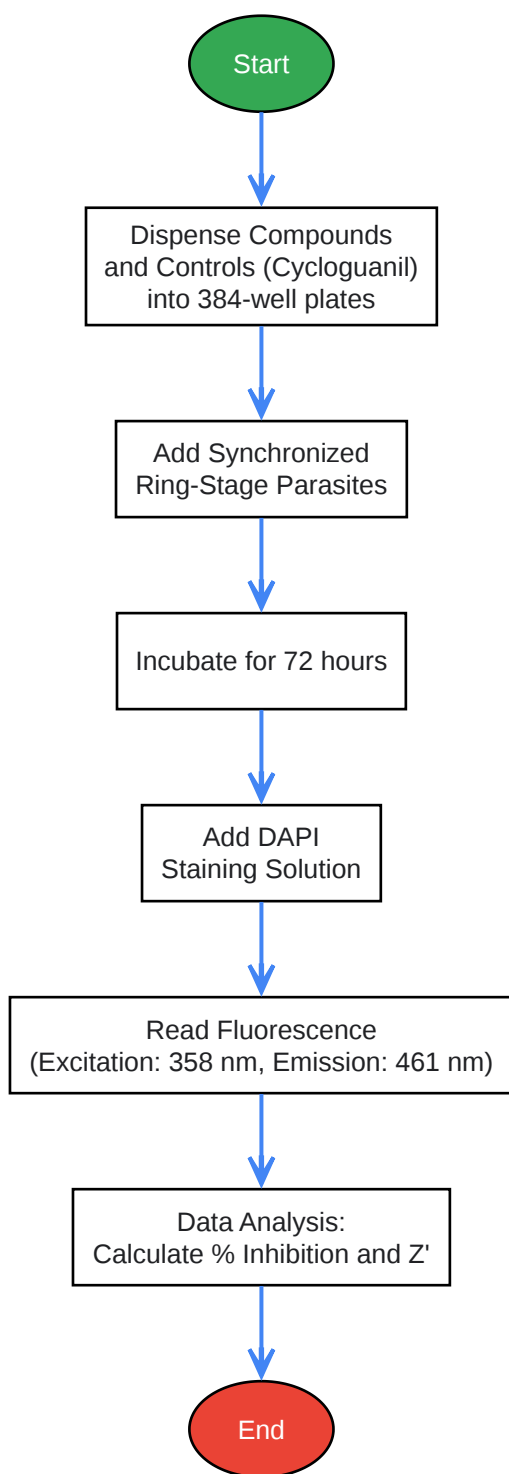 Start
Dispense Compounds
and Controls (Cycloguanil)
into 384-well plates
Add Synchronized
Ring-Stage Parasites
Incubate for 72 hours
Add DAPI
Staining Solution
Read Fluorescence
(Excitation: 358 nm, Emission: 461 nm)
Data Analysis:
Calculate % Inhibition and Z'
End